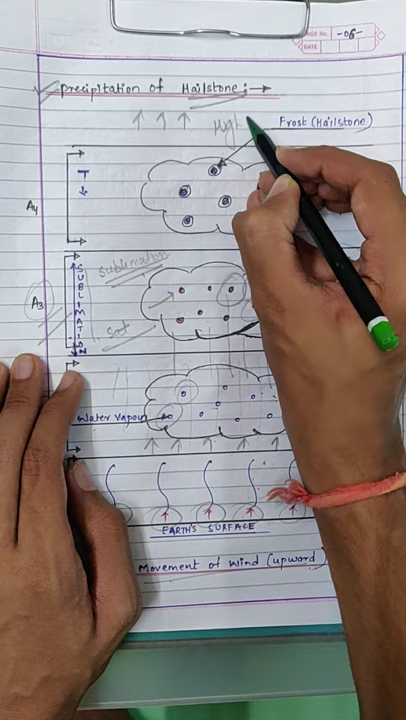 PAGE NO. -06-
DATE
precipitation of Hailstone :→
Frost (Hailstone)
T↓
A4
Sublimation
SUBLIMATION
A3
Water vapour
EARTH'S SURFACE
Movement of wind (upward)